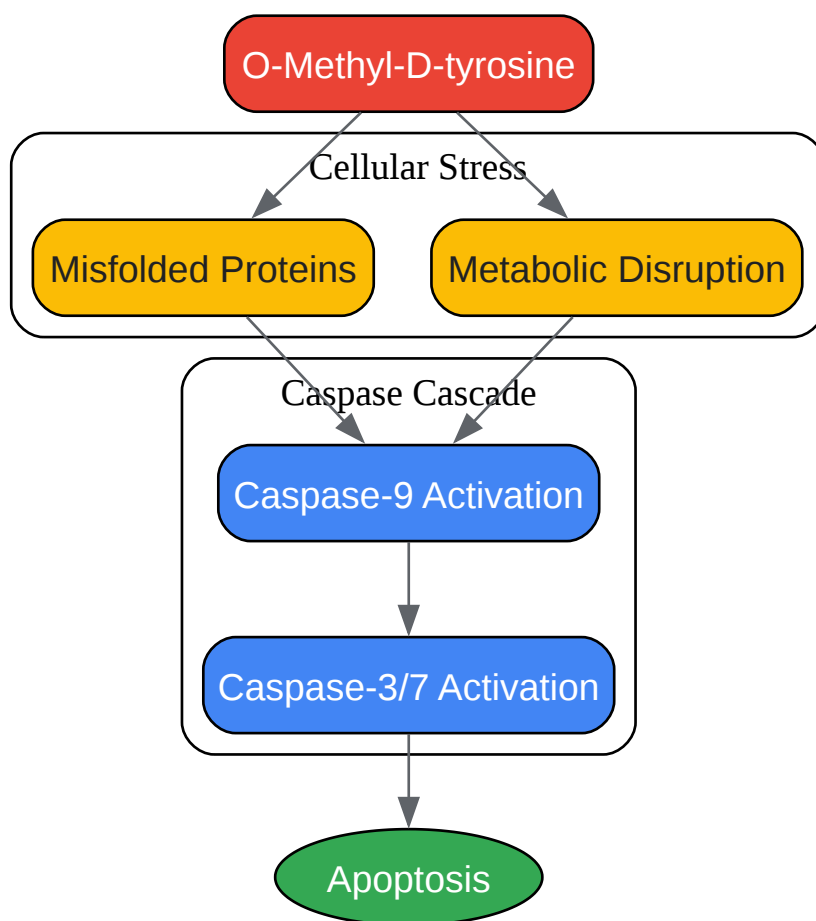 O-Methyl-D-tyrosine
Cellular Stress
Misfolded Proteins
Metabolic Disruption
Caspase Cascade
Caspase-9 Activation
Caspase-3/7 Activation
Apoptosis